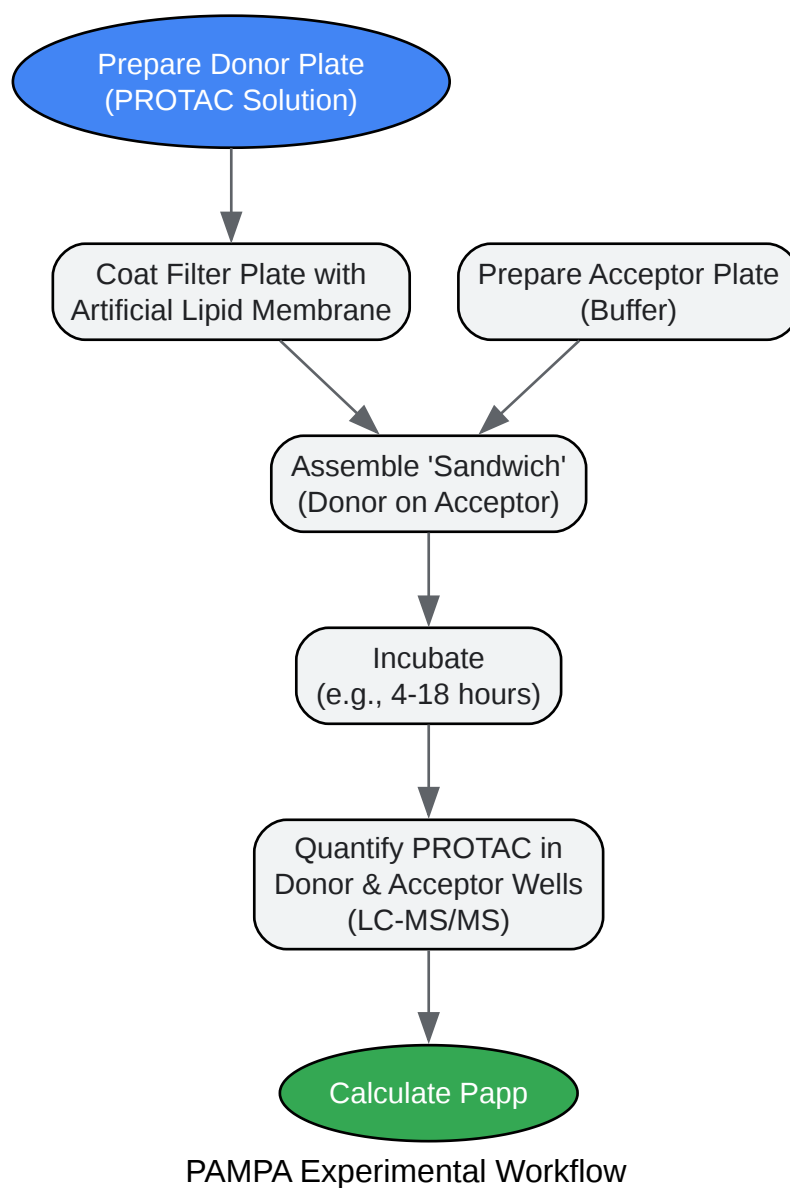 Prepare Donor Plate
(PROTAC Solution)
Coat Filter Plate with
Artificial Lipid Membrane
Prepare Acceptor Plate
(Buffer)
Assemble 'Sandwich'
(Donor on Acceptor)
Incubate
(e.g., 4-18 hours)
Quantify PROTAC in
Donor & Acceptor Wells
(LC-MS/MS)
Calculate Papp
PAMPA Experimental Workflow